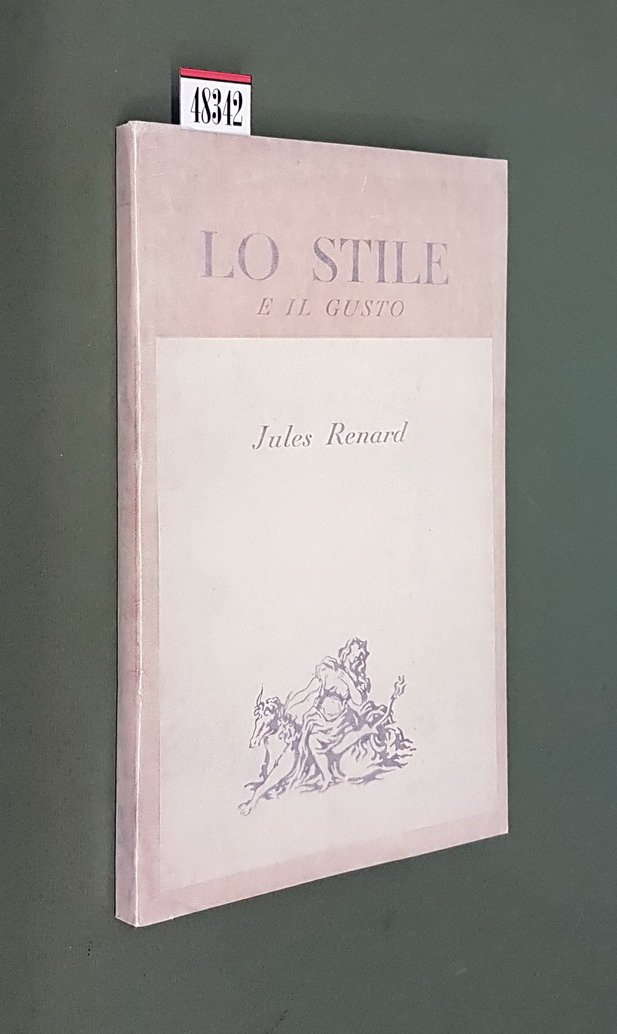 48342
LO STILE
E IL GUSTO
Jules Renard